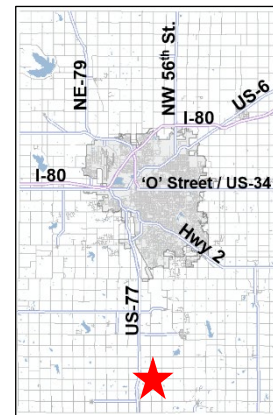 NE-79
NW 56th St.
US-6
I-80
I-80
'O' Street / US-34
Hwy 2
US-77